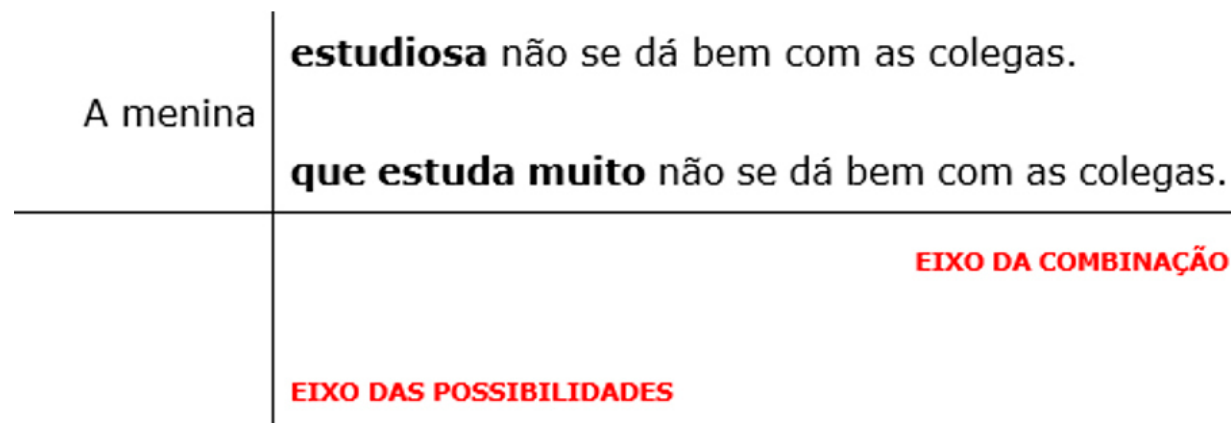 estudiosa não se dá bem com as colegas.
A menina
que estuda muito não se dá bem com as colegas.
EIXO DA COMBINAÇÃO
EIXO DAS POSSIBILIDADES